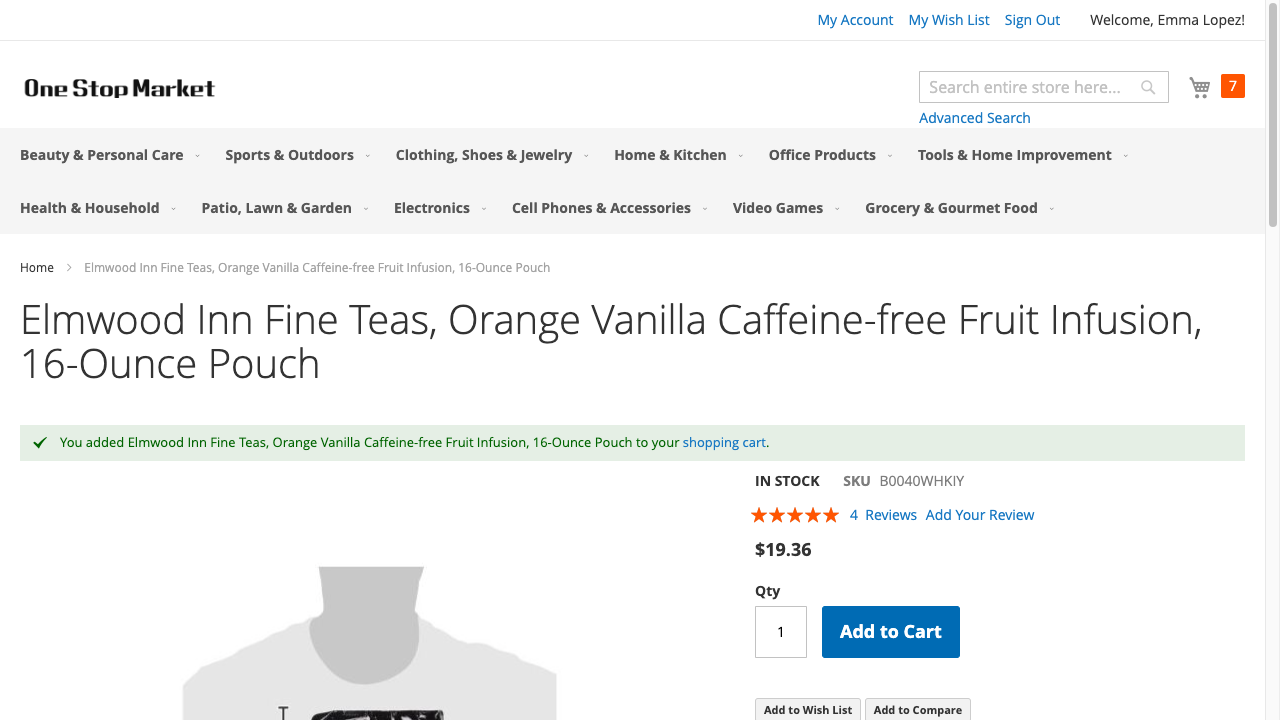 My Account My Wish List Sign Out Welcome, Emma Lopez!
One Stop Market
Search entire store here...
7
Advanced Search
Beauty & Personal Care Sports & Outdoors Clothing, Shoes & Jewelry Home & Kitchen Office Products Tools & Home Improvement
Health & Household Patio, Lawn & Garden Electronics Cell Phones & Accessories Video Games Grocery & Gourmet Food
Home Elmwood Inn Fine Teas, Orange Vanilla Caffeine-free Fruit Infusion, 16-Ounce Pouch
Elmwood Inn Fine Teas, Orange Vanilla Caffeine-free Fruit Infusion,
16-Ounce Pouch
You added Elmwood Inn Fine Teas, Orange Vanilla Caffeine-free Fruit Infusion, 16-Ounce Pouch to your shopping cart.
IN STOCK SKU B0040WHKIY
4 Reviews Add Your Review
$19.36
Qty
1
Add to Cart
Add to Wish List Add to Compare